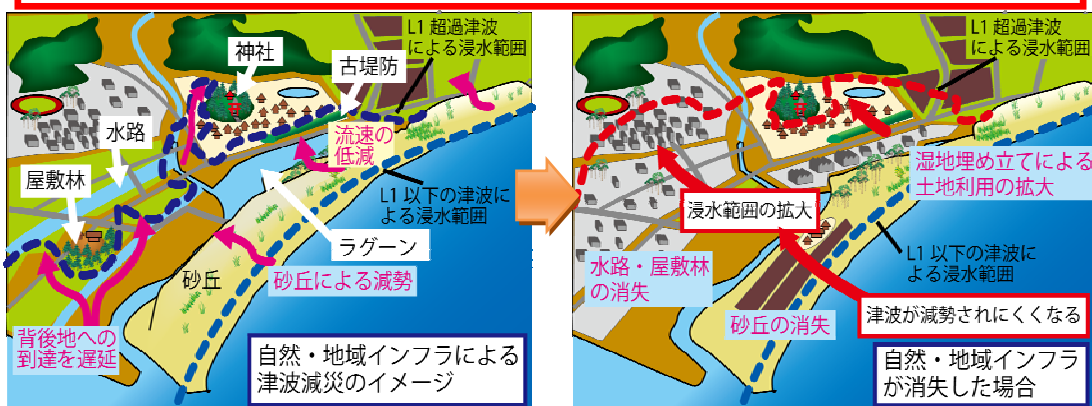 L1 超過津波
による浸水範囲
神社
古堤防
水路
流速の
低減
屋敷林
L1 以下の津波に
よる浸水範囲
ラグーン
砂丘
砂丘による減勢
背後地への
到達を遅延
自然・地域インフラによる
津波減災のイメージ
L1 超過津波
による浸水範囲
湿地埋め立てによる
土地利用の拡大
浸水範囲の拡大
L1 以下の津波に
よる浸水範囲
水路・屋敷林
の消失
砂丘の消失
津波が減勢されにくくなる
自然・地域インフラ
が消失した場合